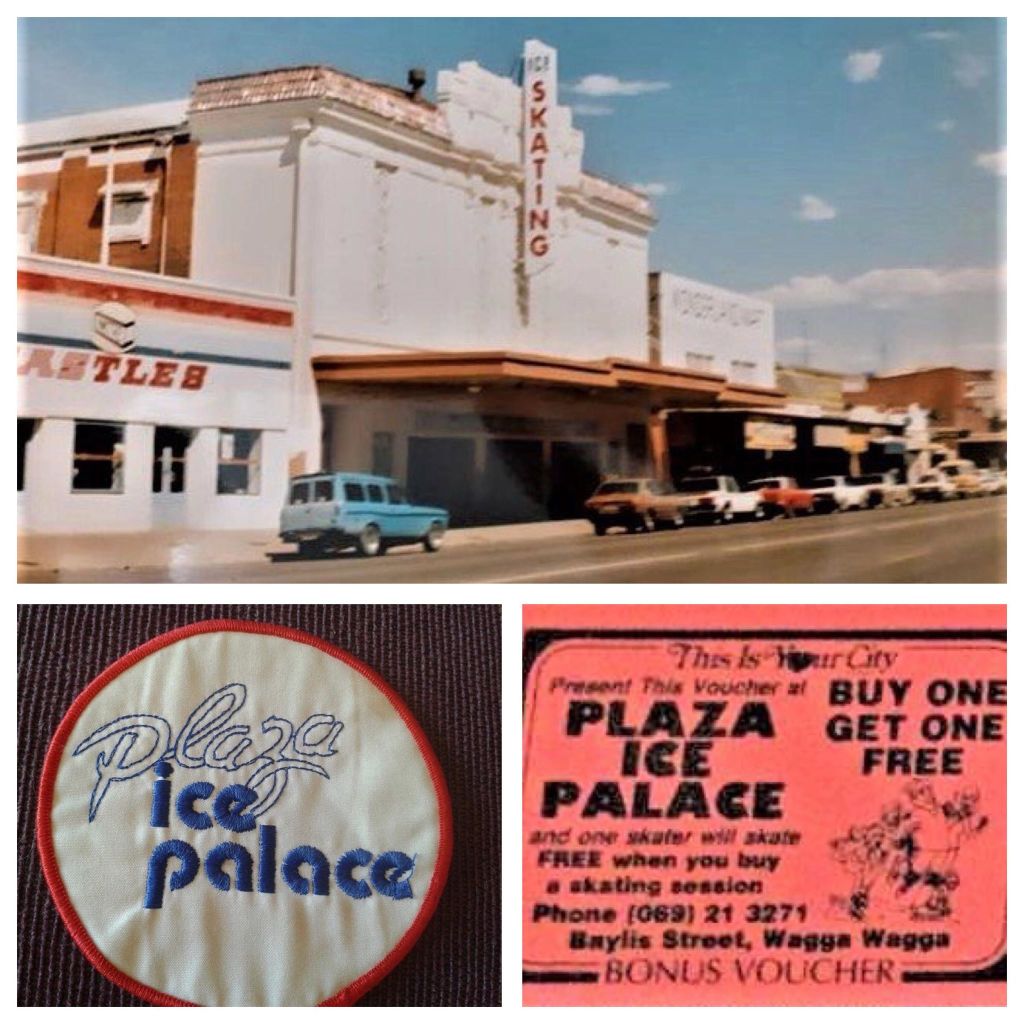 ICE
SKATING
ASTLES
plaza
ice
palace
This Is Your City
Present This Voucher at
PLAZA
ICE
PALACE
and one skater will skate
FREE when you buy
a skating session
Phone (069) 21 3271
Baylis Street, Wagga Wagga
BONUS VOUCHER
BUY ONE
GET ONE
FREE